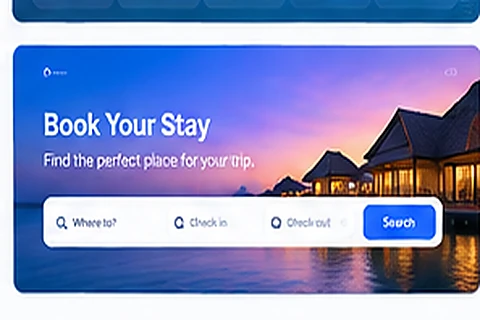 Book Your Stay
Find the perfect place for your trip.
Where to?
Check in
Check out
Search